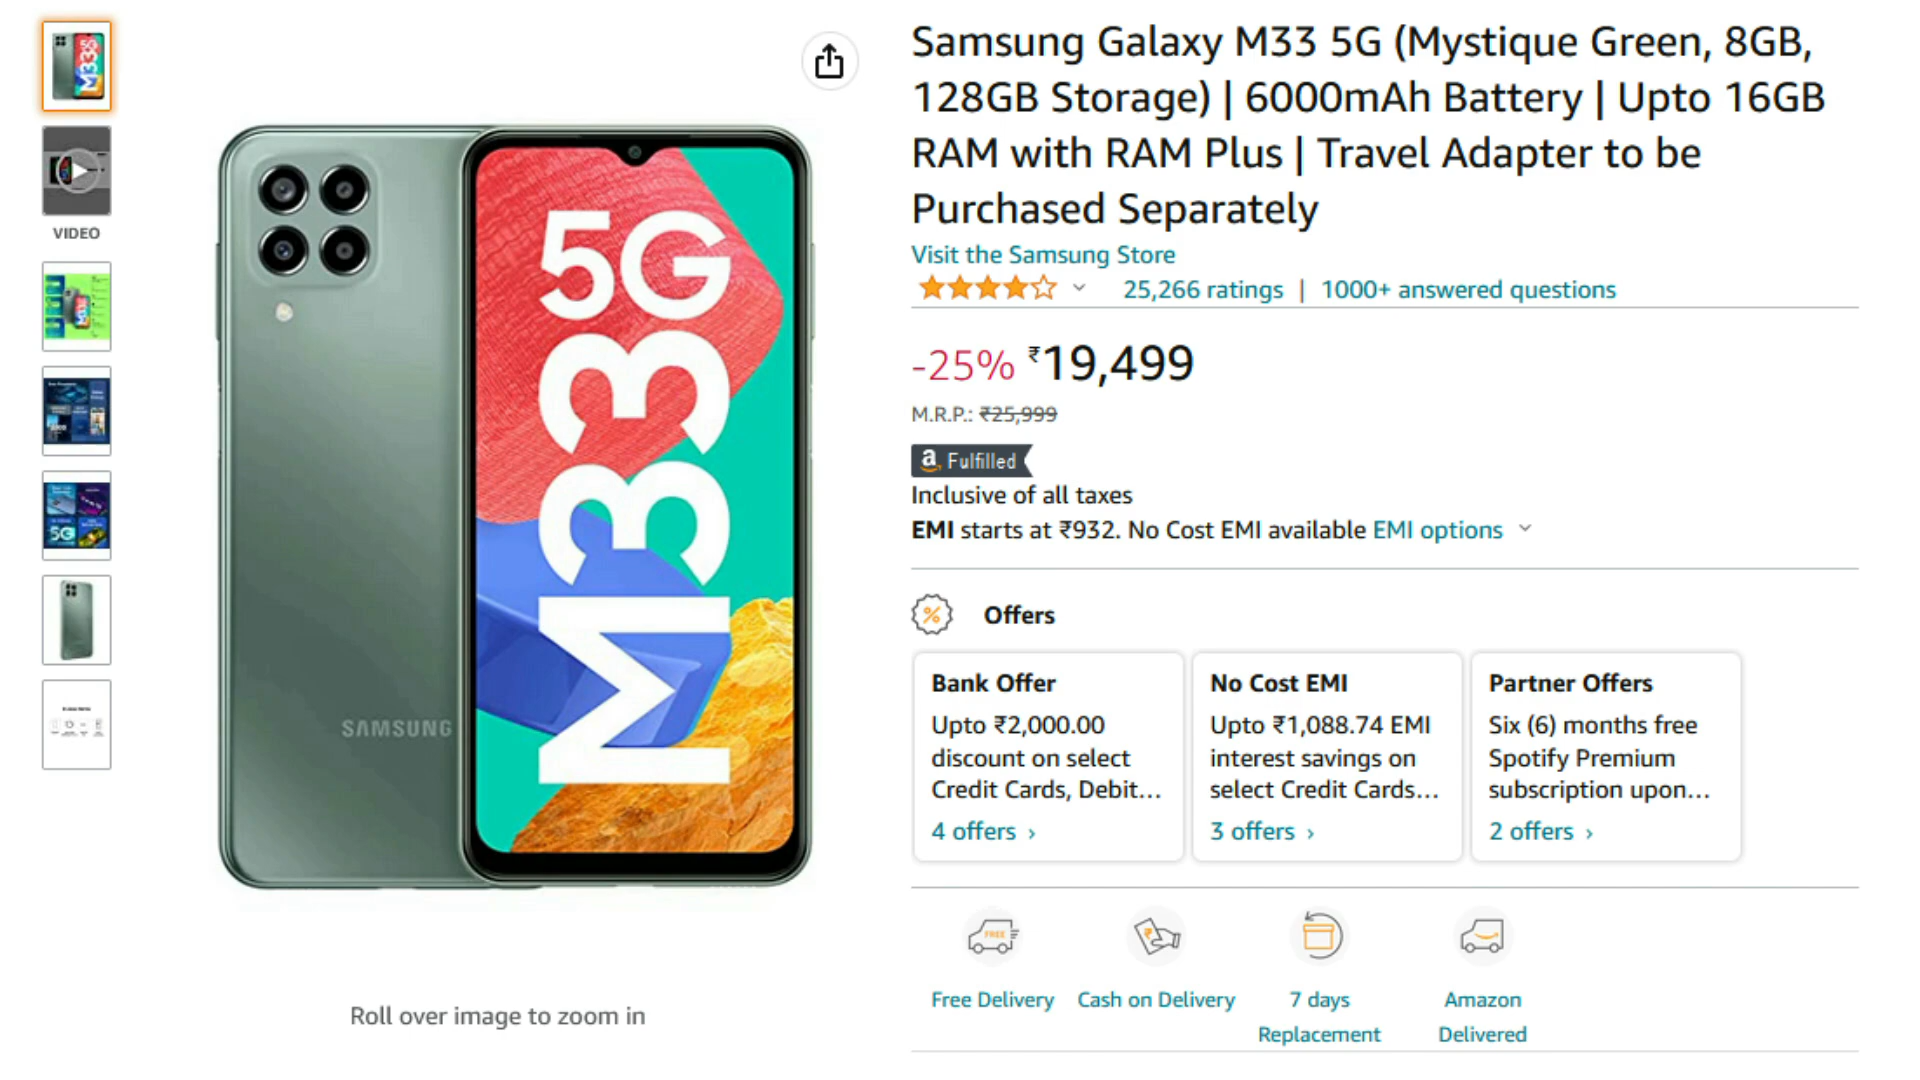 VIDEO
5G
M33 5G
SAMSUNG
Roll over image to zoom in
Samsung Galaxy M33 5G (Mystique Green, 8GB,
128GB Storage) | 6000mAh Battery | Upto 16GB
RAM with RAM Plus | Travel Adapter to be
Purchased Separately
Visit the Samsung Store
25,266 ratings | 1000+ answered questions
-25% ₹19,499
M.R.P.: ₹25,999
a Fulfilled
Inclusive of all taxes
EMI starts at ₹932. No Cost EMI available EMI options
Offers
Bank Offer
Upto ₹2,000.00
discount on select
Credit Cards, Debit...
4 offers ›
No Cost EMI
Upto ₹1,088.74 EMI
interest savings on
select Credit Cards...
3 offers ›
Partner Offers
Six (6) months free
Spotify Premium
subscription upon...
2 offers ›
FREE
Free Delivery
Cash on Delivery
7 days
Replacement
Amazon
Delivered